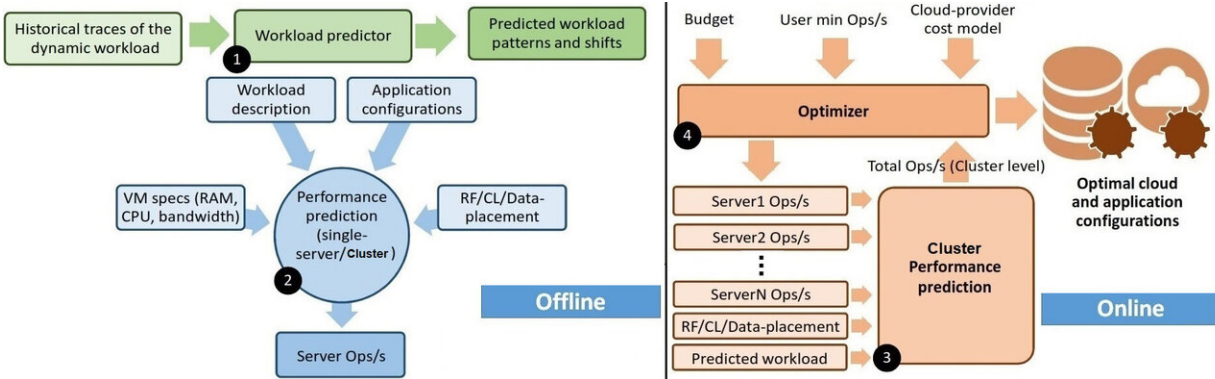 Historical traces of the
dynamic workload
Workload predictor
Predicted workload
patterns and shifts
1
Workload
description
Application
configurations
VM specs (RAM,
CPU, bandwidth)
Performance
prediction
(single-
server/Cluster)
RF/CL/Data-
placement
2
Offline
Server Ops/s
Budget
User min Ops/s
Cloud-provider
cost model
Optimizer
4
Total Ops/s (Cluster level)
Optimal cloud
and application
configurations
Server1 Ops/s
Server2 Ops/s
ServerN Ops/s
RF/CL/Data-placement
Predicted workload
Cluster
Performance
prediction
3
Online